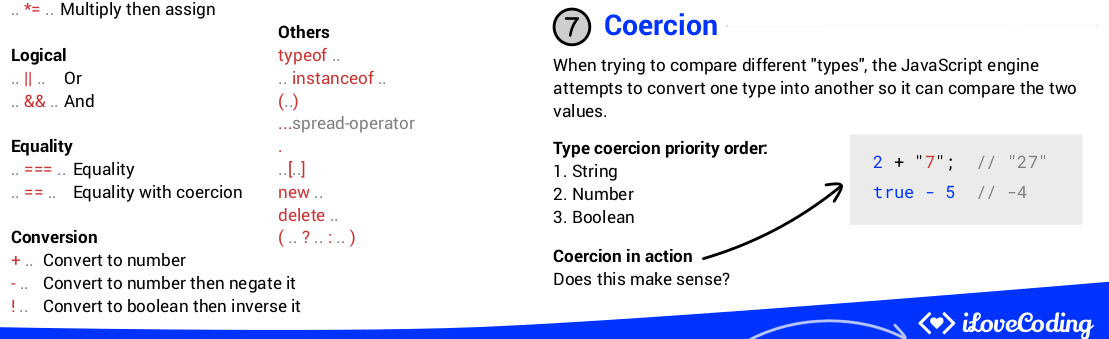 .. *= .. Multiply then assign
Logical
.. || .. Or
.. && .. And
Equality
.. === .. Equality
.. == .. Equality with coercion
Conversion
+ .. Convert to number
- .. Convert to number then negate it
! .. Convert to boolean then inverse it
Others
typeof ..
.. instanceof ..
(..)
...spread-operator
.
..[..]
new ..
delete ..
( .. ? .. : .. )
7 Coercion
When trying to compare different "types", the JavaScript engine
attempts to convert one type into another so it can compare the two
values.
Type coercion priority order:
1. String
2. Number
3. Boolean
Coercion in action
Does this make sense?
2 + "7"; // "27"
true - 5 // -4
iLoveCoding